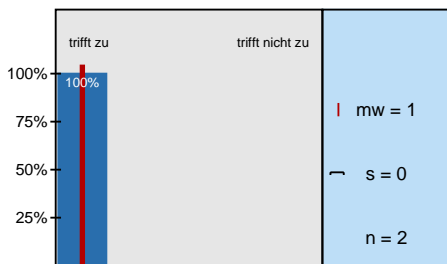 trifft zu trifft nicht zu
100%
100%
75%
50%
25%
mw = 1
s = 0
n = 2